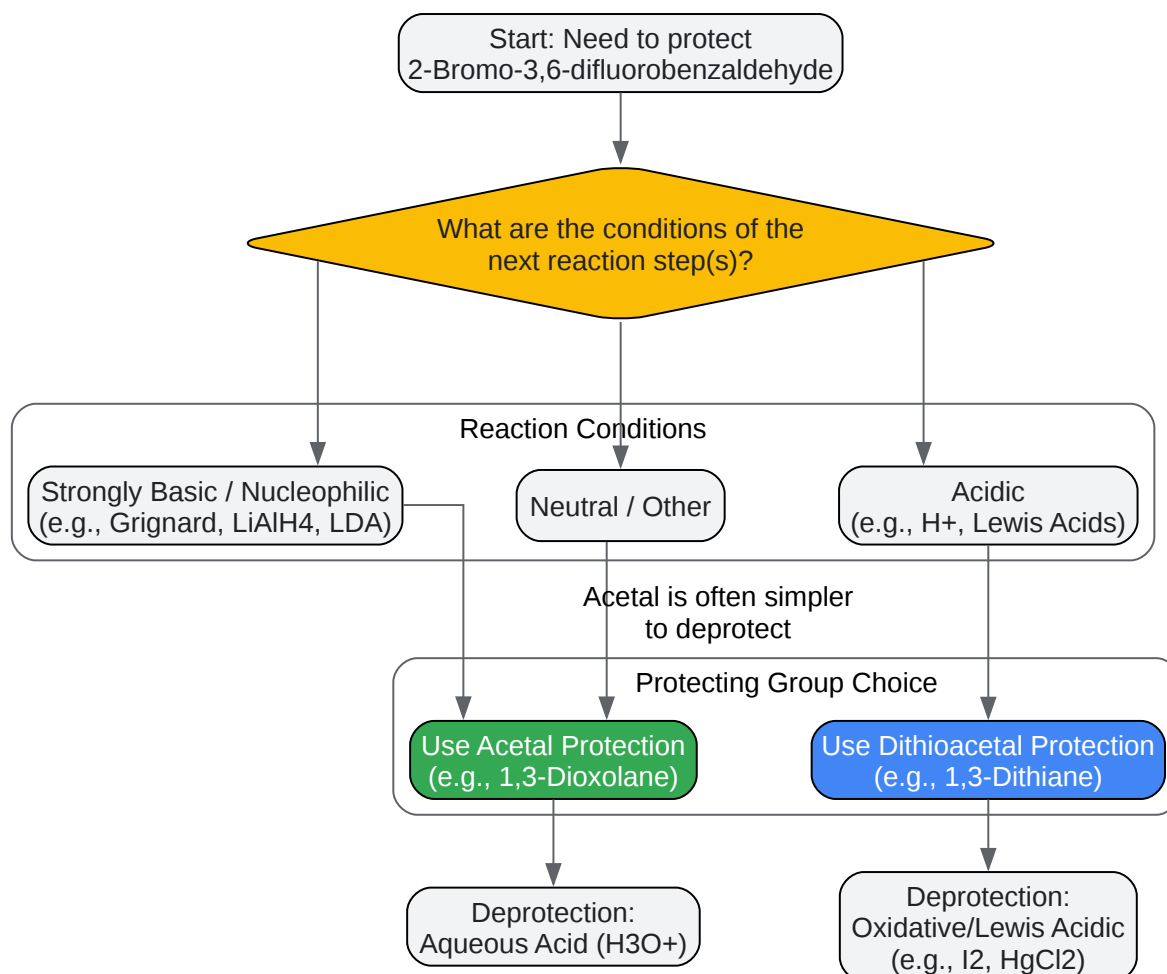 Start: Need to protect
2-Bromo-3,6-difluorobenzaldehyde
What are the conditions of the
next reaction step(s)?
Reaction Conditions
Strongly Basic / Nucleophilic
(e.g., Grignard, LiAlH4, LDA)
Neutral / Other
Acidic
(e.g., H+, Lewis Acids)
Acetal is often simpler
to deprotect
Protecting Group Choice
Use Acetal Protection
(e.g., 1,3-Dioxolane)
Use Dithioacetal Protection
(e.g., 1,3-Dithiane)
Deprotection:
Aqueous Acid (H3O+)
Deprotection:
Oxidative/Lewis Acidic
(e.g., I2, HgCl2)